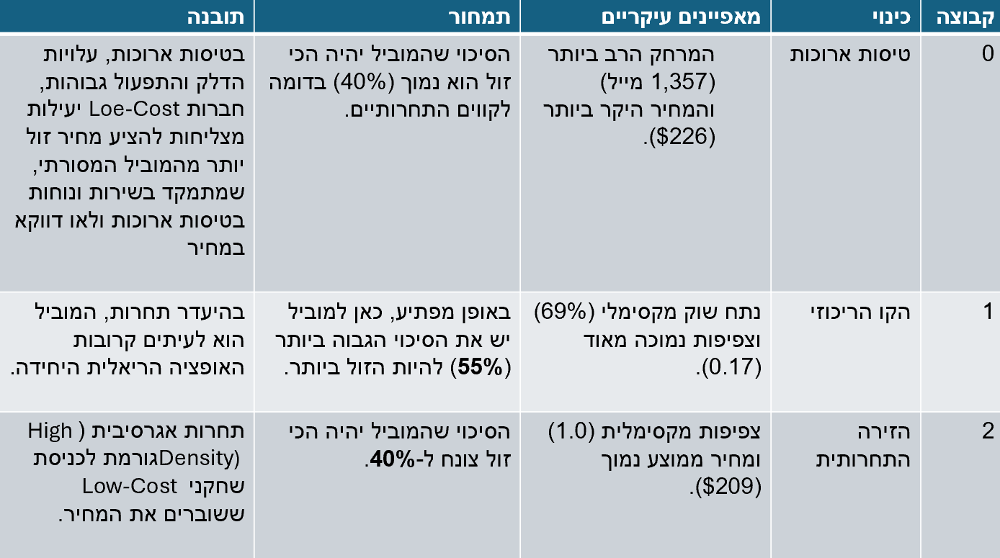 קבוצה
כינוי
מאפיינים עיקריים
תמחור
תובנה
0
טיסות ארוכות
המרחק הרב ביותר
(1,357 מייל)
והמחיר היקר ביותר
($226).
הסיכוי שהמוביל יהיה הכי
זול הוא נמוך (40%) בדומה
לקווים התחרותיים.
בטיסות ארוכות, עלויות
הדלק והתפעול גבוהות,
חברות Loe-Cost יעילות
מצליחות להציע מחיר זול
יותר מהמוביל המסורתי,
שמתמקד בשירות ונוחות
בטיסות ארוכות ולאו דווקא
במחיר
1
הקו הריכוזי
נתח שוק מקסימלי (69%)
וצפיפות נמוכה מאוד
(0.17).
באופן מפתיע, כאן למוביל
יש את הסיכוי הגבוה ביותר
(55%) להיות הזול ביותר.
בהיעדר תחרות, המוביל
הוא לעיתים קרובות
האופציה הריאלית היחידה.
2
הזירה
התחרותית
צפיפות מקסימלית (1.0)
ומחיר ממוצע נמוך
($209).
הסיכוי שהמוביל יהיה הכי
זול צונח ל-40%.
תחרות אגרסיבית (High
Density)גורמת לכניסת
שחקני Low-Cost
ששוברים את המחיר.